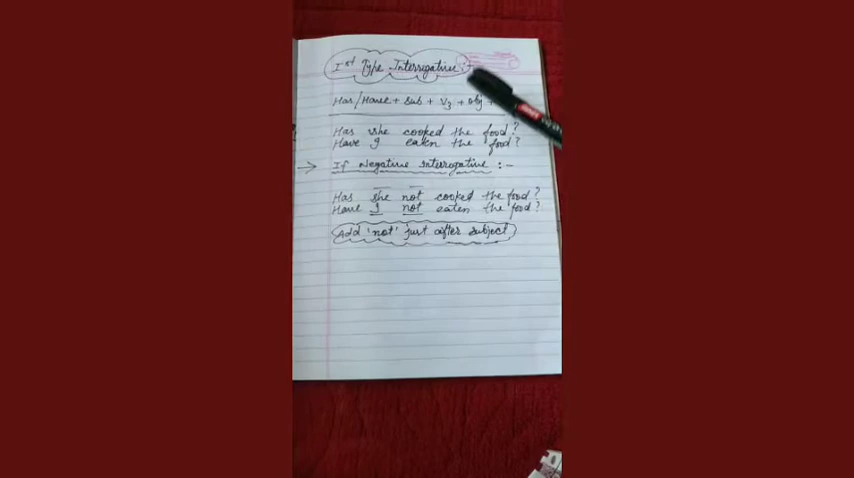 Ist Type Interrogative :-
Has/Have + sub + V3 + obj +
Has she cooked the food?
Have I eaten the food?
→ If Negative Interrogative :-
Has she not cooked the food?
Have I not eaten the food?
Add 'not' just after subject